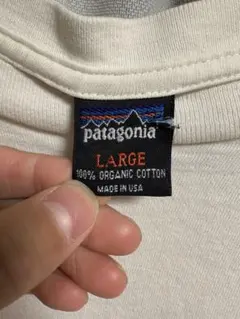 patagonia
LARGE
100% ORGANIC COTTON
MADE IN USA